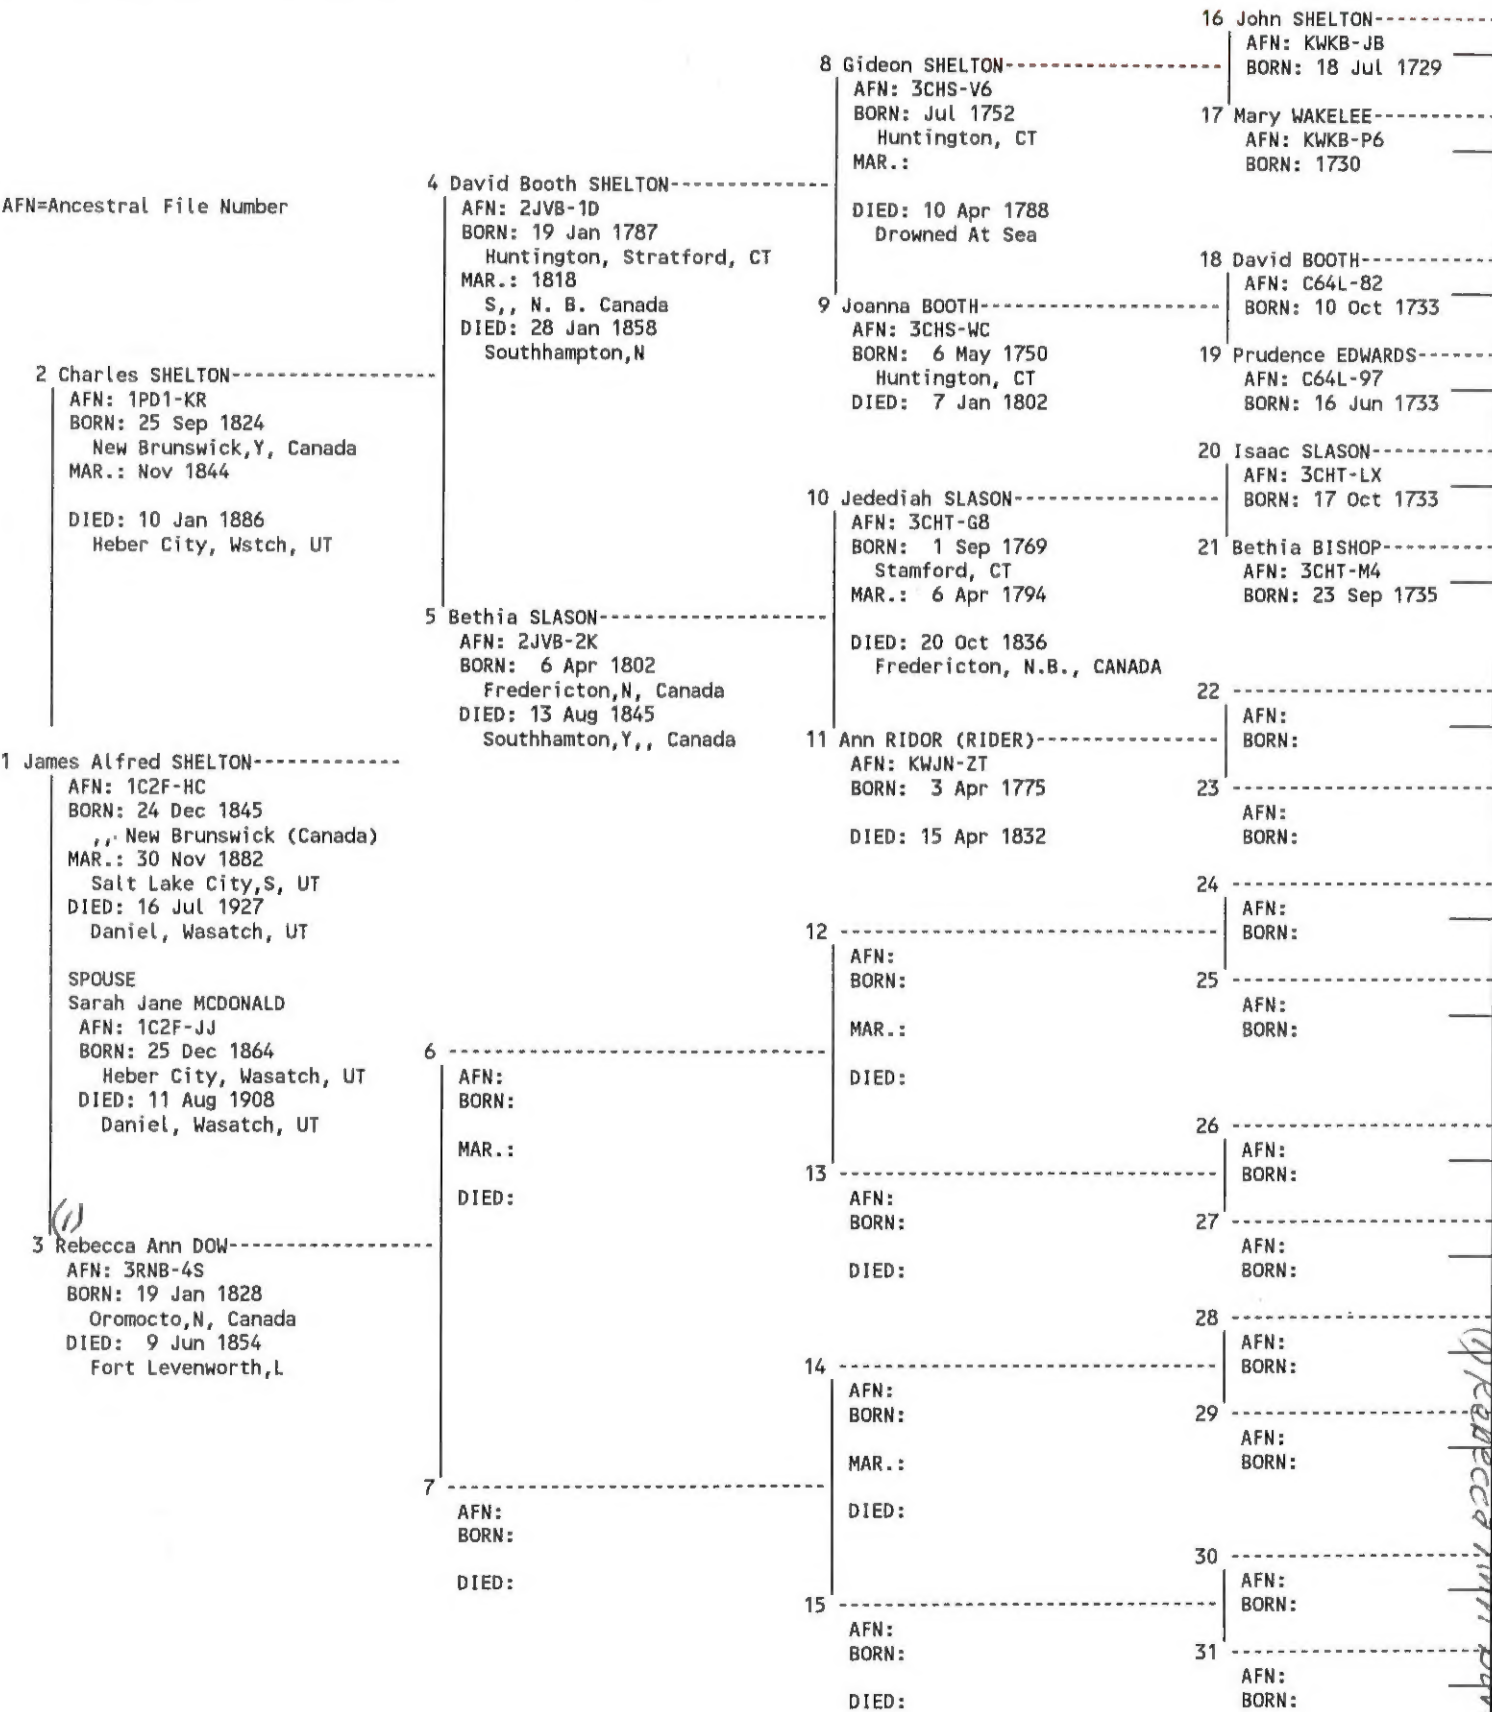 AFN=Ancestral File Number
1 James Alfred SHELTON-------------
AFN: 1C2F-HC
BORN: 24 Dec 1845
,, New Brunswick (Canada)
MAR.: 30 Nov 1882
Salt Lake City,S, UT
DIED: 16 Jul 1927
Daniel, Wasatch, UT
SPOUSE
Sarah Jane MCDONALD
AFN: 1C2F-JJ
BORN: 25 Dec 1864
Heber City, Wasatch, UT
DIED: 11 Aug 1908
Daniel, Wasatch, UT
2 Charles SHELTON------------------
AFN: 1PD1-KR
BORN: 25 Sep 1824
New Brunswick,Y, Canada
MAR.: Nov 1844
DIED: 10 Jan 1886
Heber City, Wstch, UT
(1)
3 Rebecca Ann DOW------------------
AFN: 3RNB-4S
BORN: 19 Jan 1828
Oromocto,N, Canada
DIED: 9 Jun 1854
Fort Levenworth,L
4 David Booth SHELTON--------------
AFN: 2JVB-1D
BORN: 19 Jan 1787
Huntington, Stratford, CT
MAR.: 1818
S,, N. B. Canada
DIED: 28 Jan 1858
Southhampton,N
5 Bethia SLASON--------------------
AFN: 2JVB-2K
BORN: 6 Apr 1802
Fredericton,N, Canada
DIED: 13 Aug 1845
Southhamton,Y,, Canada
6 ---------------------------------
AFN:
BORN:
MAR.:
DIED:
7 ---------------------------------
AFN:
BORN:
DIED:
8 Gideon SHELTON-------------------
AFN: 3CHS-V6
BORN: Jul 1752
Huntington, CT
MAR.:
DIED: 10 Apr 1788
Drowned At Sea
9 Joanna BOOTH---------------------
AFN: 3CHS-WC
BORN: 6 May 1750
Huntington, CT
DIED: 7 Jan 1802
10 Jedediah SLASON------------------
AFN: 3CHT-G8
BORN: 1 Sep 1769
Stamford, CT
MAR.: 6 Apr 1794
DIED: 20 Oct 1836
Fredericton, N.B., CANADA
11 Ann RIDOR (RIDER)----------------
AFN: KWJN-ZT
BORN: 3 Apr 1775
DIED: 15 Apr 1832
12 ---------------------------------
AFN:
BORN:
MAR.:
DIED:
13 ---------------------------------
AFN:
BORN:
DIED:
14 ---------------------------------
AFN:
BORN:
MAR.:
DIED:
15 ---------------------------------
AFN:
BORN:
DIED:
16 John SHELTON----------
AFN: KWKB-JB
BORN: 18 Jul 1729
17 Mary WAKELEE----------
AFN: KWKB-P6
BORN: 1730
18 David BOOTH-----------
AFN: C64L-82
BORN: 10 Oct 1733
19 Prudence EDWARDS------
AFN: C64L-97
BORN: 16 Jun 1733
20 Isaac SLASON----------
AFN: 3CHT-LX
BORN: 17 Oct 1733
21 Bethia BISHOP---------
AFN: 3CHT-M4
BORN: 23 Sep 1735
22 ----------------------
AFN:
BORN:
23 ----------------------
AFN:
BORN:
24 ----------------------
AFN:
BORN:
25 ----------------------
AFN:
BORN:
26 ----------------------
AFN:
BORN:
27 ----------------------
AFN:
BORN:
28 ----------------------
AFN:
BORN:
29 ----------------------
AFN:
BORN:
30 ----------------------
AFN:
BORN:
31 ----------------------
AFN:
BORN:
(1) Rebecca Ann